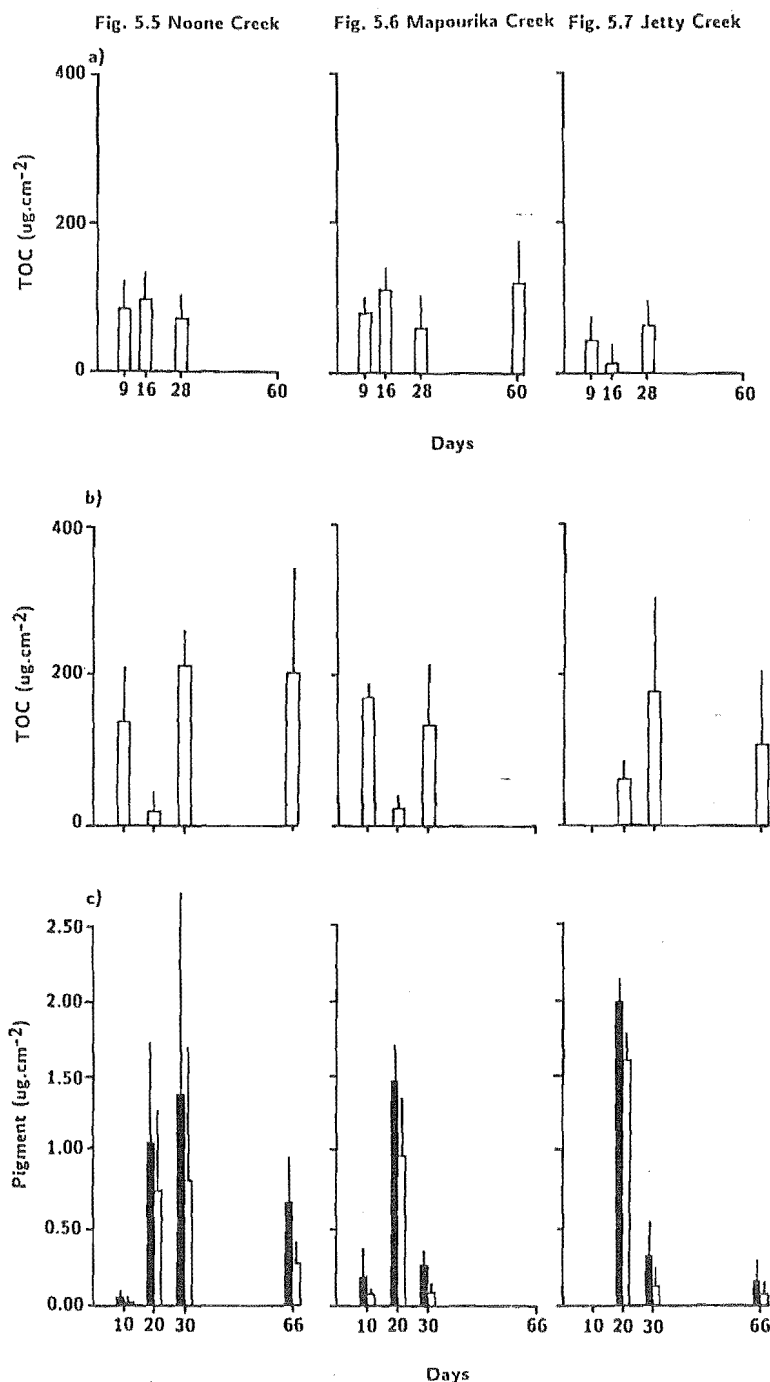 Fig. 5.5 Noone Creek Fig. 5.6 Mapourika Creek Fig. 5.7 Jetty Creek
a)
400
200
0
TOC (ug.cm-2)
9 16 28 60
9 16 28 60
9 16 28 60
Days
b)
400
200
0
TOC (ug.cm-2)
c)
2.50
2.00
1.50
1.00
0.50
0.00
Pigment (ug.cm-2)
10 20 30 66
10 20 30 66
10 20 30 66
Days